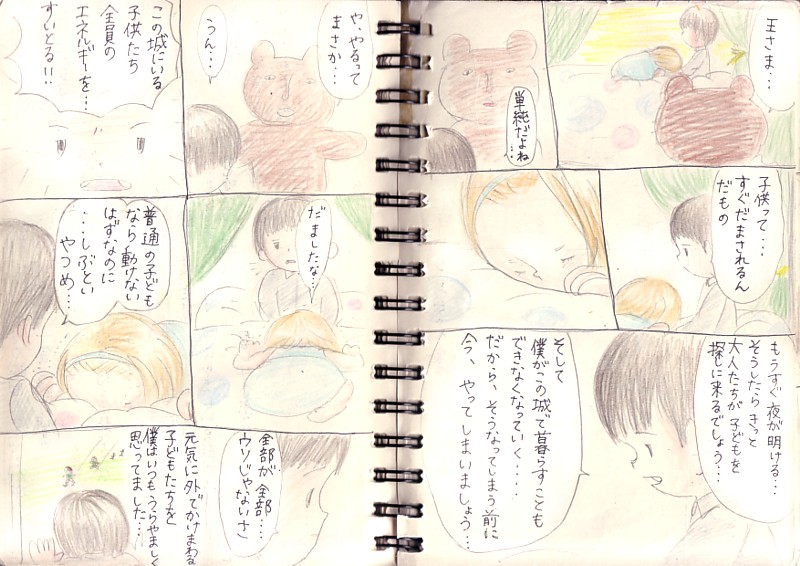 王さま・・・
単純だよね・・・
子供って・・・
すぐだまされるん
だもの
もうすぐ夜が明ける・・・
そうしたらきっと
大人たちが子どもを
探しに来るでしょう・・・
そして
僕がこの城で暮らすことも
できなくなっていく・・・・
だから、そうなってしまう前に
今、やってしまいましょう・・・
や、やるって
まさか・・・
うん・・・
この城にいる
子供たち
全員の
エネルギーを・・・
すいとる!!
だましたな・・・
普通の子ども
なら動けない
はずなのに
・・・しぶとい
やつめ・・・
全部が全部・・・
ウソじゃないさ
元気に外でかけまわる
子どもたちを
僕はいつもうらやましく
思ってました・・・